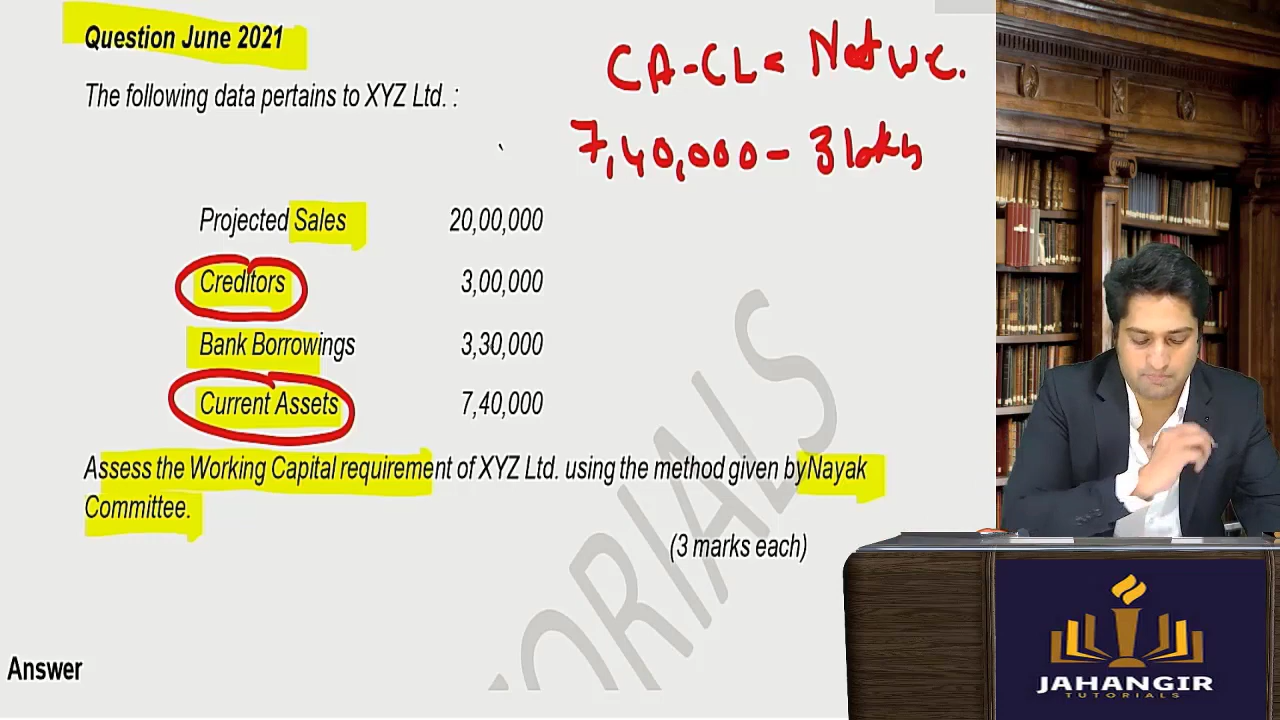 Question June 2021
CA-CL = Net WC.
The following data pertains to XYZ Ltd. :
7,40,000 - 3 lakhs
Projected Sales 20,00,000
Creditors 3,00,000
Bank Borrowings 3,30,000
Current Assets 7,40,000
Assess the Working Capital requirement of XYZ Ltd. using the method given by Nayak
Committee.
(3 marks each)
Answer
TORIALS
JAHANGIR
TUTORIALS